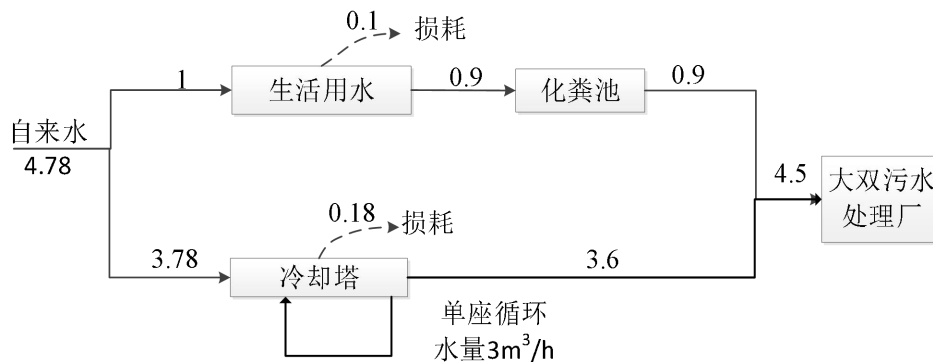 0.1
损耗
1
生活用水
0.9
化粪池
0.9
自来水
4.78
4.5
大双污水
处理厂
0.18
损耗
3.78
冷却塔
3.6
单座循环
水量3m³/h